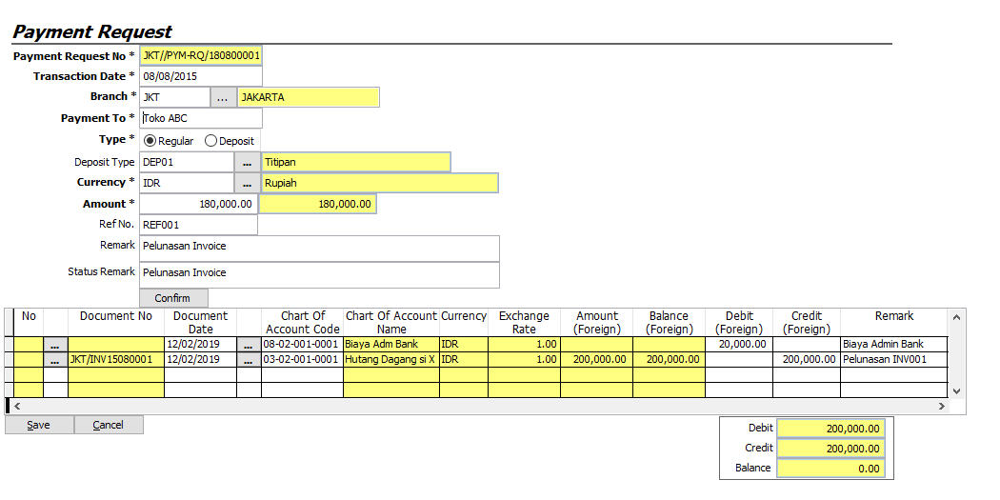 Payment Request
Payment Request No * JKT//PYM-RQ/180800001
Transaction Date * 08/08/2015
Branch * JKT ... JAKARTA
Payment To * Toko ABC
Type * Regular Deposit
Deposit Type DEP01 ... Titipan
Currency * IDR ... Rupiah
Amount * 180,000.00 180,000.00
Ref No. REF001
Remark Pelunasan Invoice
Status Remark Pelunasan Invoice
Confirm
No Document No Document Chart Of Chart Of Account Currency Exchange Amount Balance Debit Credit Remark
Date Account Code Name Rate (Foreign) (Foreign) (Foreign) (Foreign)
... 12/02/2019 ... 08-02-001-0001 Biaya Adm Bank IDR 1.00 20,000.00 Biaya Admin Bank
... JKT/INV15080001 12/02/2019 ... 03-02-001-0001 Hutang Dagang si X IDR 1.00 200,000.00 200,000.00 200,000.00 Pelunasan INV001
Save Cancel
Debit 200,000.00
Credit 200,000.00
Balance 0.00